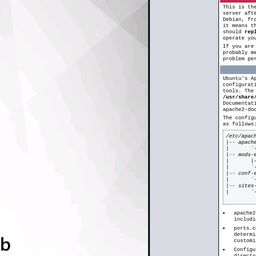 b
This is the
server afte
Debian, fro
it means th
should repl
operate you
If you are
probably me
problem per
Ubuntu's Ap
configurati
tools. The
/usr/share/
Documentati
apache2-doc
The configu
as follows:
/etc/apach
|-- apache
|-- mods-e
|-- conf-e
|-- sites-
apache2
includi
ports.c
determi
customi
Configu
directo